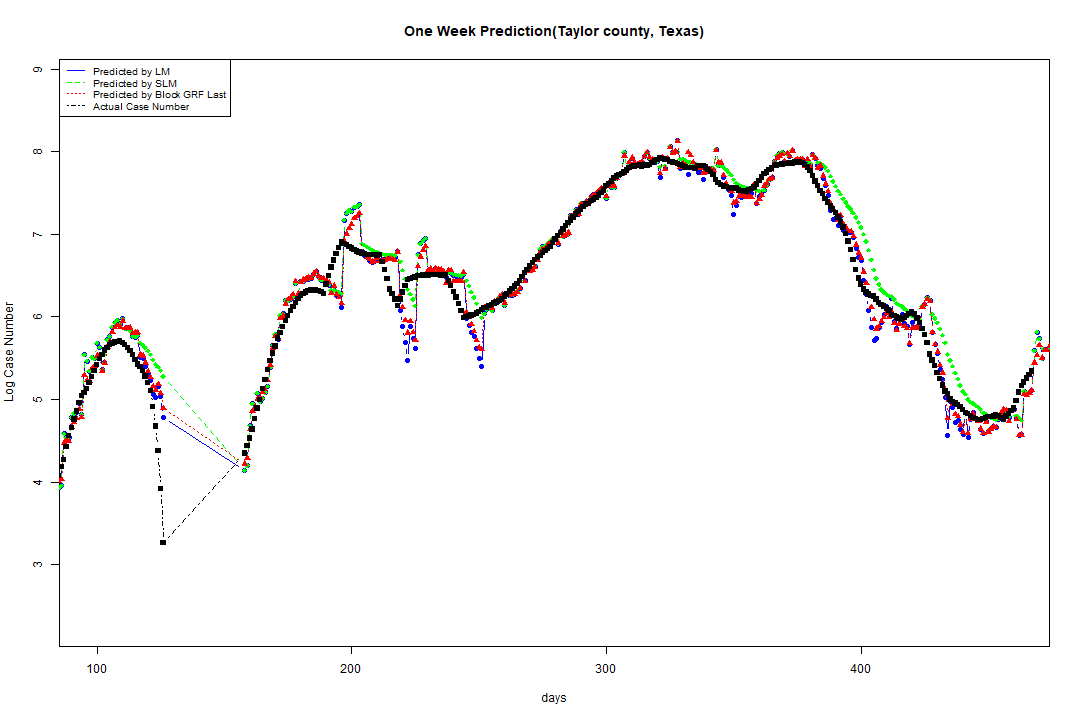 One Week Prediction(Taylor county, Texas)
Predicted by LM
Predicted by SLM
Predicted by Block GRF Last
Actual Case Number
Log Case Number
9
8
7
6
5
4
3
100 200 300 400
days